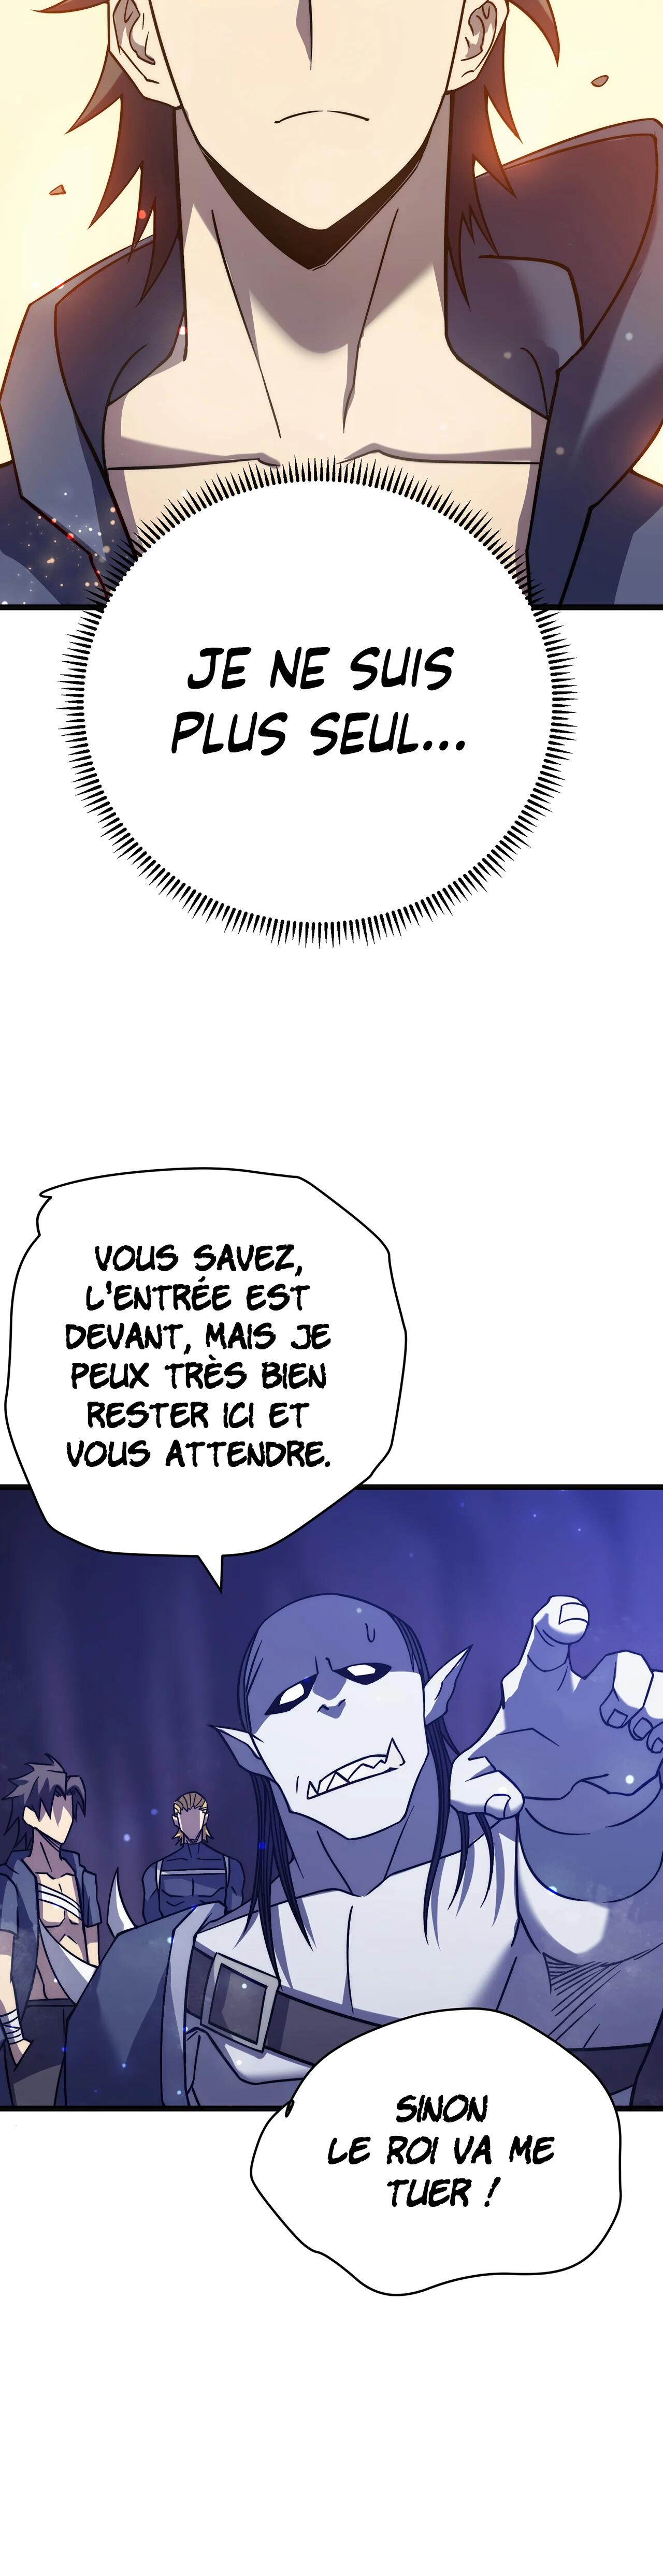 JE NE SUIS
PLUS SEUL...
VOUS SAVEZ,
L'ENTRÉE EST
DEVANT, MAIS JE
PEUX TRÈS BIEN
RESTER ICI ET
VOUS ATTENDRE.
SINON
LE ROI VA ME
TUER !